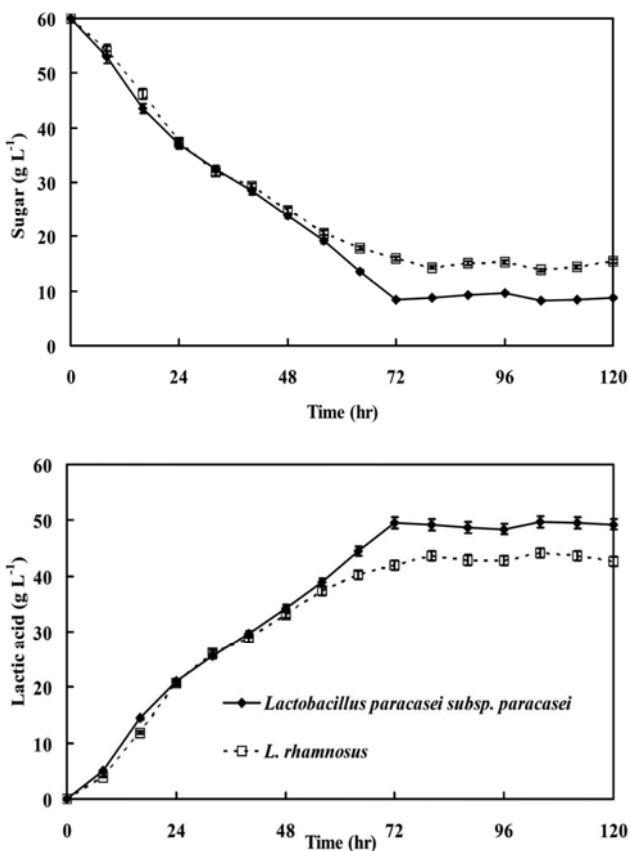 60
50
40
30
20
10
0
Sugar (g L-1)
0 24 48 72 96 120
Time (hr)
60
50
40
30
20
10
0
Lactic acid (g L-1)
Lactobacillus paracasei subsp. paracasei
L. rhamnosus
0 24 48 72 96 120
Time (hr)